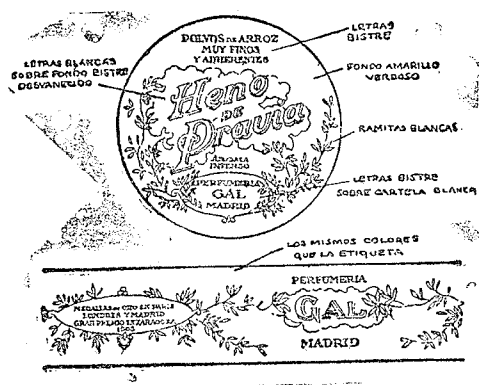 POLVOS DE ARROZ
MUY FINOS
Y ADHERENTES
LETRAS
BISTRE
LETRAS BLANCAS
SOBRE FONDO BISTRE
DESVANECIDO
FONDO AMARILLO
VERDOSO
Heno
DE
Pravia
RAMITAS BLANCAS.
AROMA
INTENSO
PERFUMERIA
GAL
MADRID
LETRAS BISTRE
SOBRE CARTELA BLANCA
LOS MISMOS COLORES
QUE LA ETIQUETA
PERFUMERIA
GAL
MADRID
MEDALLAS DE ORO EN PARIS
LONDRES Y MADRID
GRAN PREMIO EN ZARAGOZA